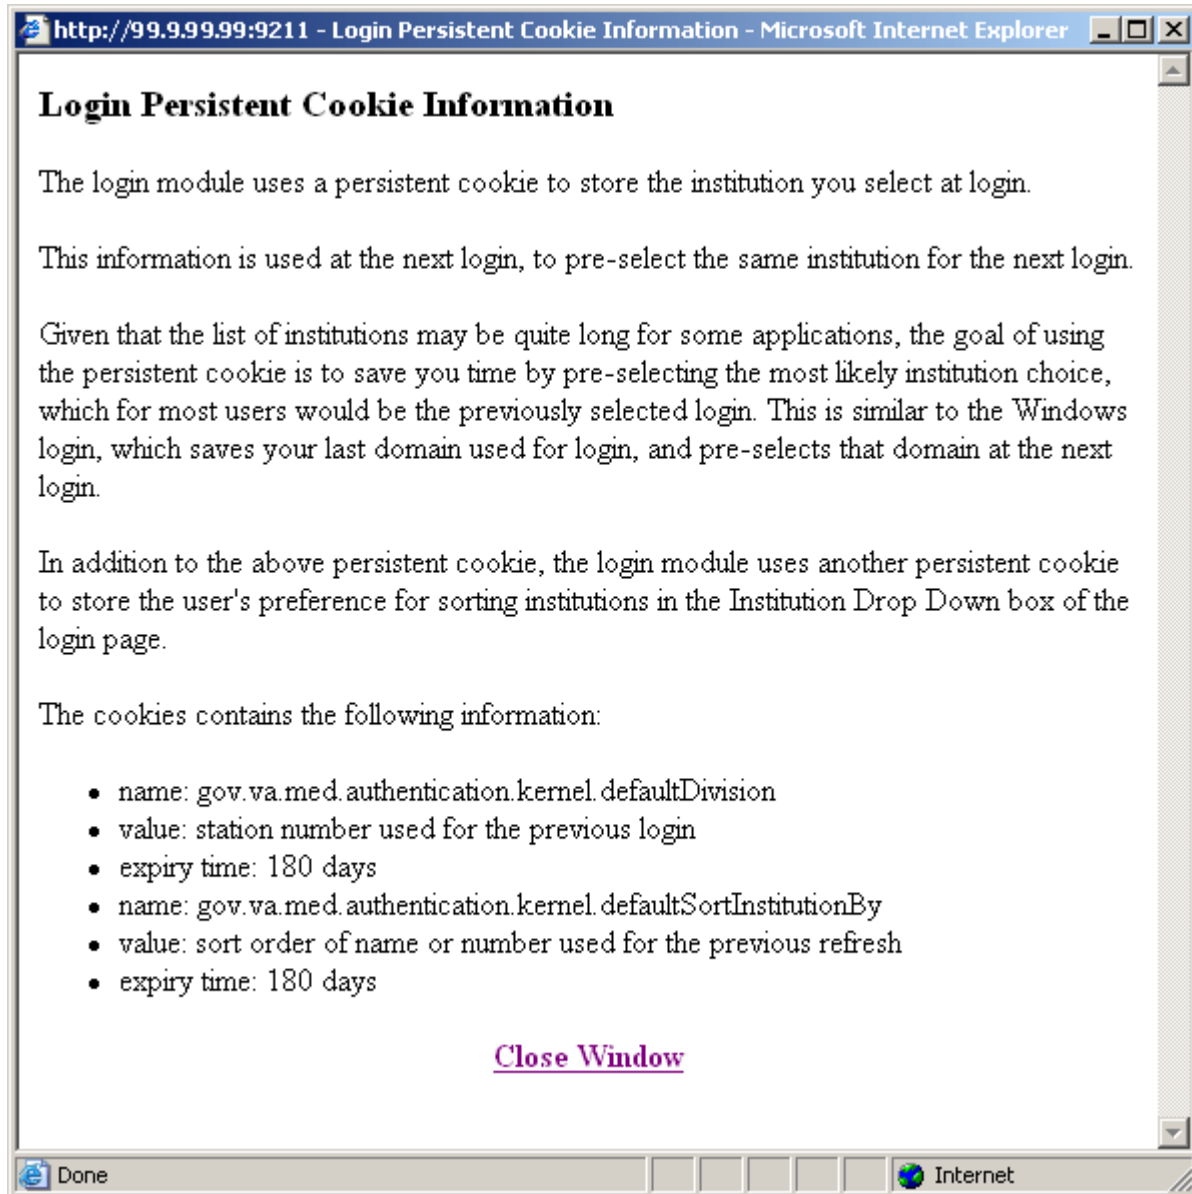 http://99.9.99.99:9211 - Login Persistent Cookie Information - Microsoft Internet Explorer
Login Persistent Cookie Information
The login module uses a persistent cookie to store the institution you select at login.
This information is used at the next login, to pre-select the same institution for the next login.
Given that the list of institutions may be quite long for some applications, the goal of using
the persistent cookie is to save you time by pre-selecting the most likely institution choice,
which for most users would be the previously selected login. This is similar to the Windows
login, which saves your last domain used for login, and pre-selects that domain at the next
login.
In addition to the above persistent cookie, the login module uses another persistent cookie
to store the user's preference for sorting institutions in the Institution Drop Down box of the
login page.
The cookies contains the following information:
• name: gov.va.med.authentication.kernel.defaultDivision
• value: station number used for the previous login
• expiry time: 180 days
• name: gov.va.med.authentication.kernel.defaultSortInstitutionBy
• value: sort order of name or number used for the previous refresh
• expiry time: 180 days
Close Window
Done
Internet